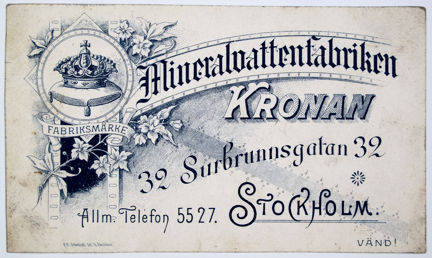 Mineralvattenfabriken
KRONAN
FABRIKSMÄRKE
32 Surbrunnsgatan 32
Allm. Telefon 5527.
STOCKHOLM.
VÄND!